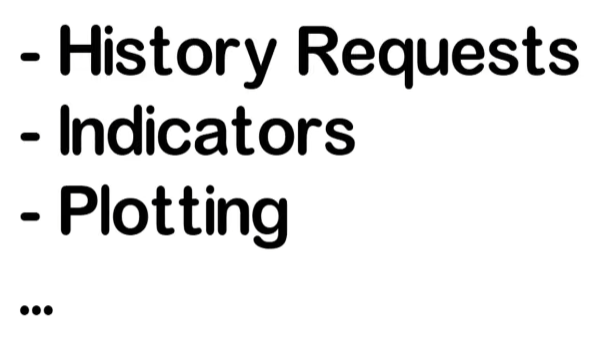 - History Requests
- Indicators
- Plotting
...